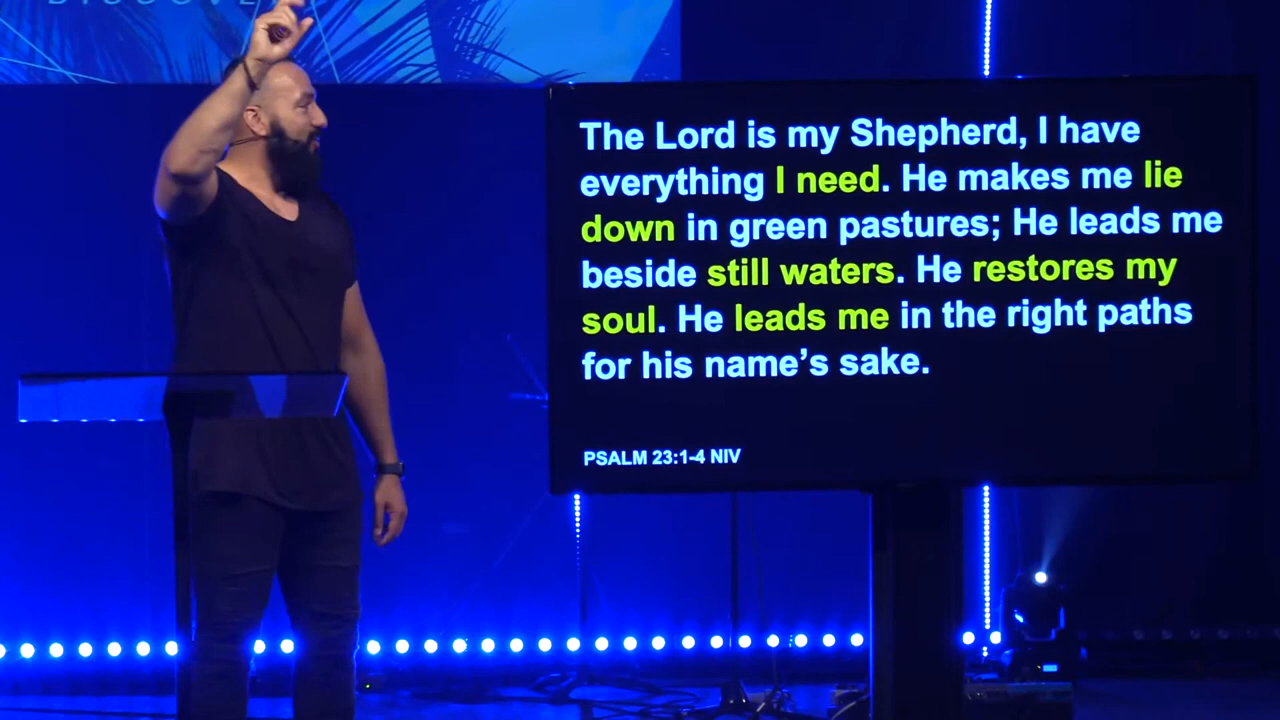 DISCOVE
The Lord is my Shepherd, I have
everything I need. He makes me lie
down in green pastures; He leads me
beside still waters. He restores my
soul. He leads me in the right paths
for his name’s sake.
PSALM 23:1-4 NIV